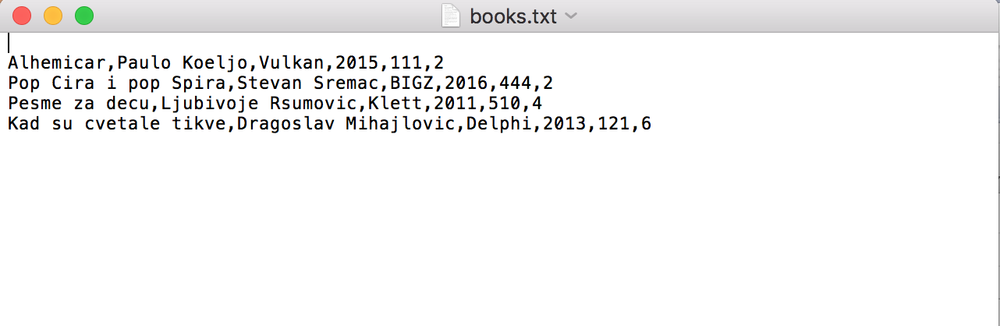 books.txt
Alhemicar,Paulo Koeljo,Vulkan,2015,111,2
Pop Cira i pop Spira,Stevan Sremac,BIGZ,2016,444,2
Pesme za decu,Ljubivoje Rsumovic,Klett,2011,510,4
Kad su cvetale tikve,Dragoslav Mihajlovic,Delphi,2013,121,6